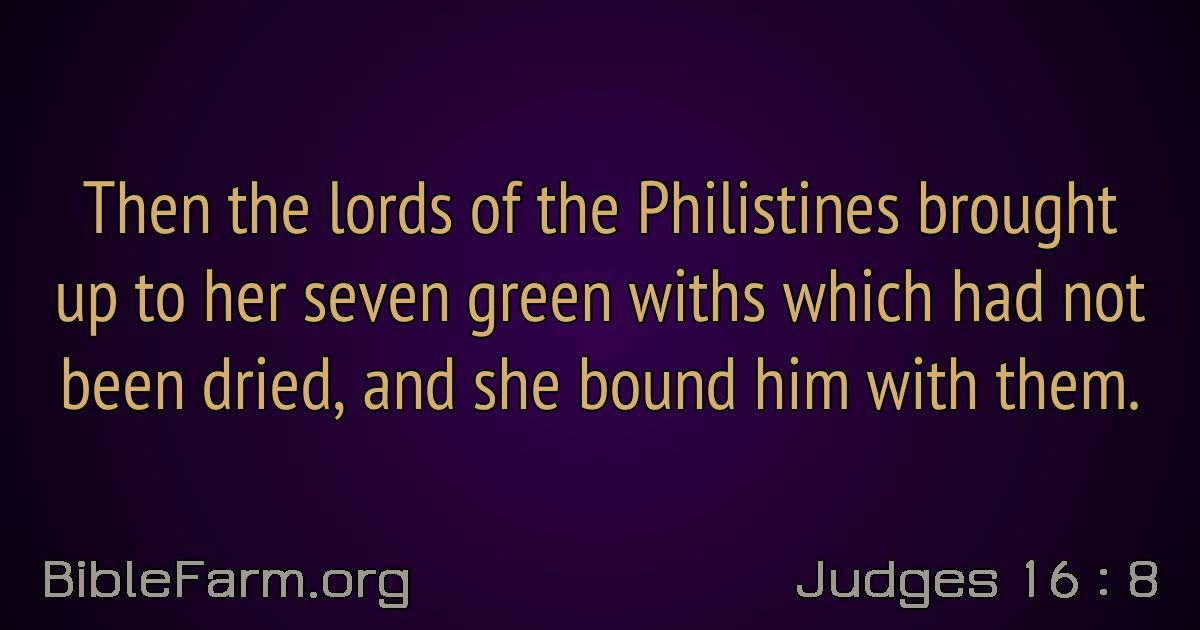 Then the lords of the Philistines brought
up to her seven green withs which had not
been dried, and she bound him with them.
BibleFarm.org
Judges 16 : 8